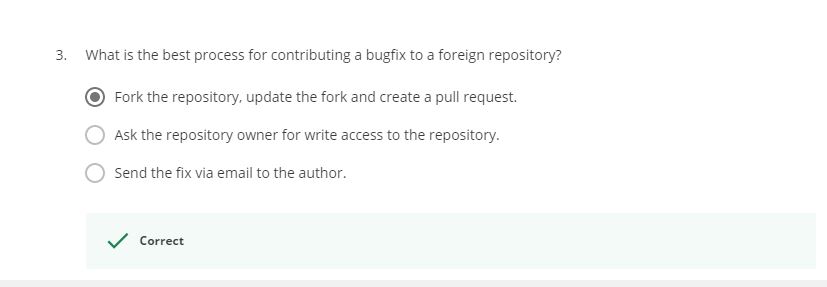 3. What is the best process for contributing a bugfix to a foreign repository?
Fork the repository, update the fork and create a pull request.
Ask the repository owner for write access to the repository.
Send the fix via email to the author.
Correct